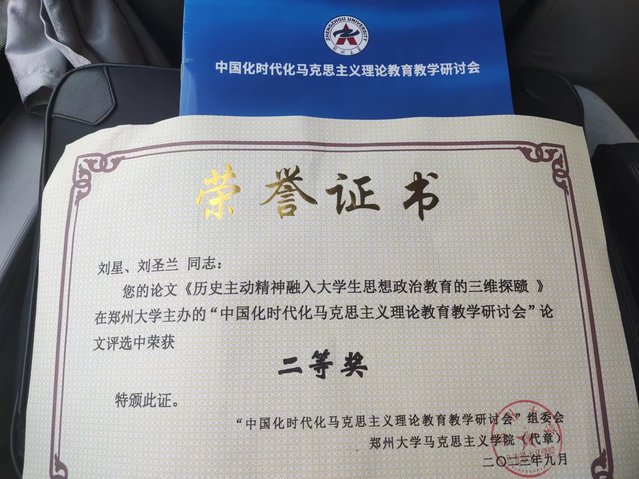 ZHENGZHOU UNIVERSITY
中国化时代化马克思主义理论教育教学研讨会
荣誉证书
刘星、刘圣兰 同志：
您的论文《历史主动精神融入大学生思想政治教育的三维探赜 》
在郑州大学主办的“中国化时代化马克思主义理论教育教学研讨会”论
文评选中荣获
二等奖
特颁此证。
“中国化时代化马克思主义理论教育教学研讨会”组委会
郑州大学马克思主义学院（代章）
二〇二三年九月